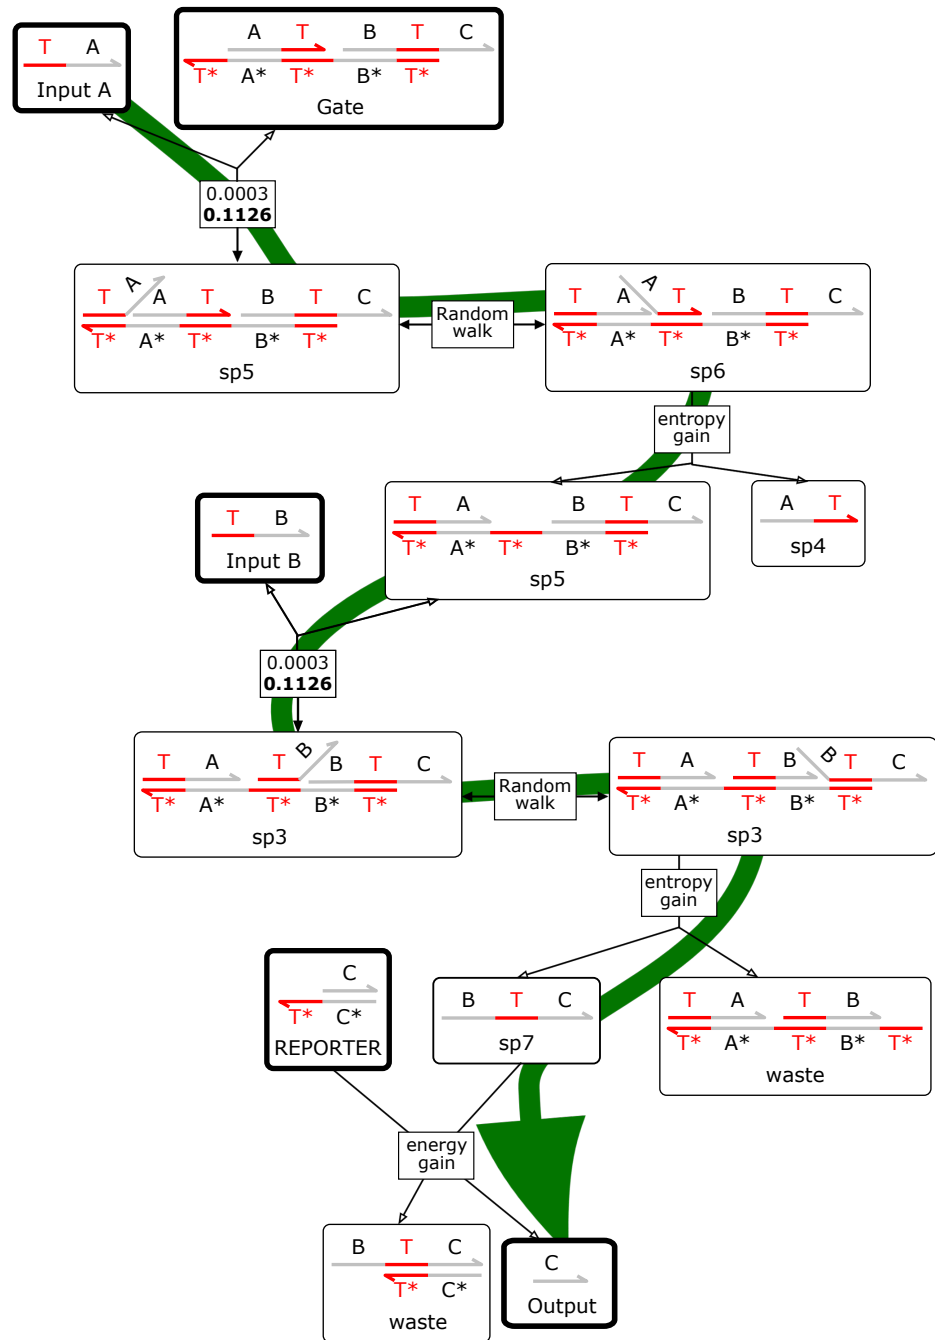 T A
Input A
A T B T C
T* A* T* B* T*
Gate
0.0003
0.1126
T A A T B T C
T* A* T* B* T*
sp5
Random
walk
T A A T B T C
T* A* T* B* T*
sp6
entropy
gain
T A B T C
T* A* T* B* T*
sp5
A T
sp4
T B
Input B
0.0003
0.1126
T A T B B T C
T* A* T* B* T*
sp3
Random
walk
T A T B B T C
T* A* T* B* T*
sp3
entropy
gain
C
T* C*
REPORTER
B T C
sp7
T A T B
T* A* T* B* T*
waste
energy
gain
B T C
T* C*
waste
C
Output